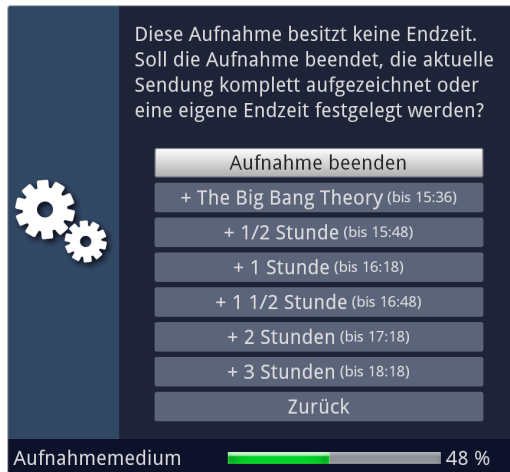 Diese Aufnahme besitzt keine Endzeit.
Soll die Aufnahme beendet, die aktuelle
Sendung komplett aufgezeichnet oder
eine eigene Endzeit festgelegt werden?
Aufnahme beenden
+ The Big Bang Theory (bis 15:36)
+ 1/2 Stunde (bis 15:48)
+ 1 Stunde (bis 16:18)
+ 1 1/2 Stunde (bis 16:48)
+ 2 Stunden (bis 17:18)
+ 3 Stunden (bis 18:18)
Zurück
Aufnahmemedium 48 %